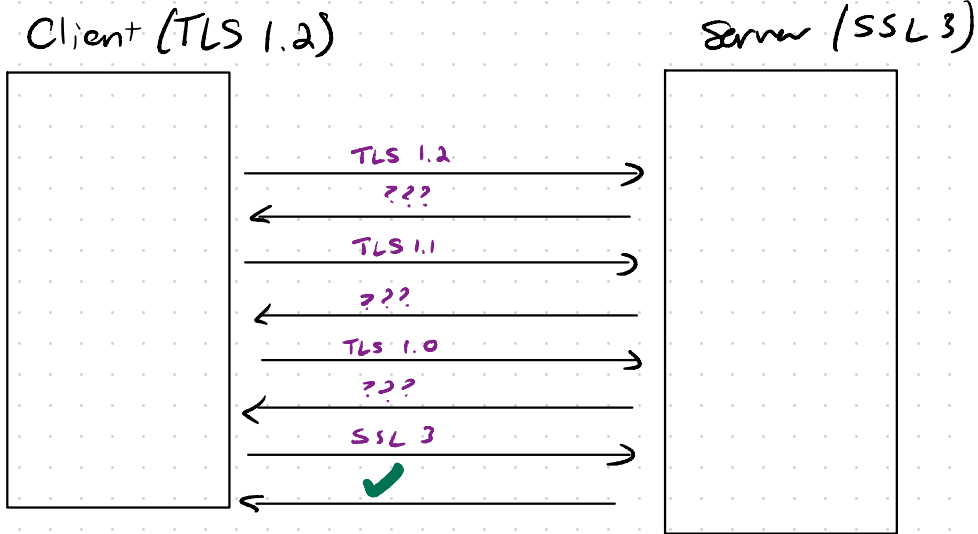 Client (TLS 1.2)
Server (SSL 3)
TLS 1.2
???
TLS 1.1
???
TLS 1.0
???
SSL 3